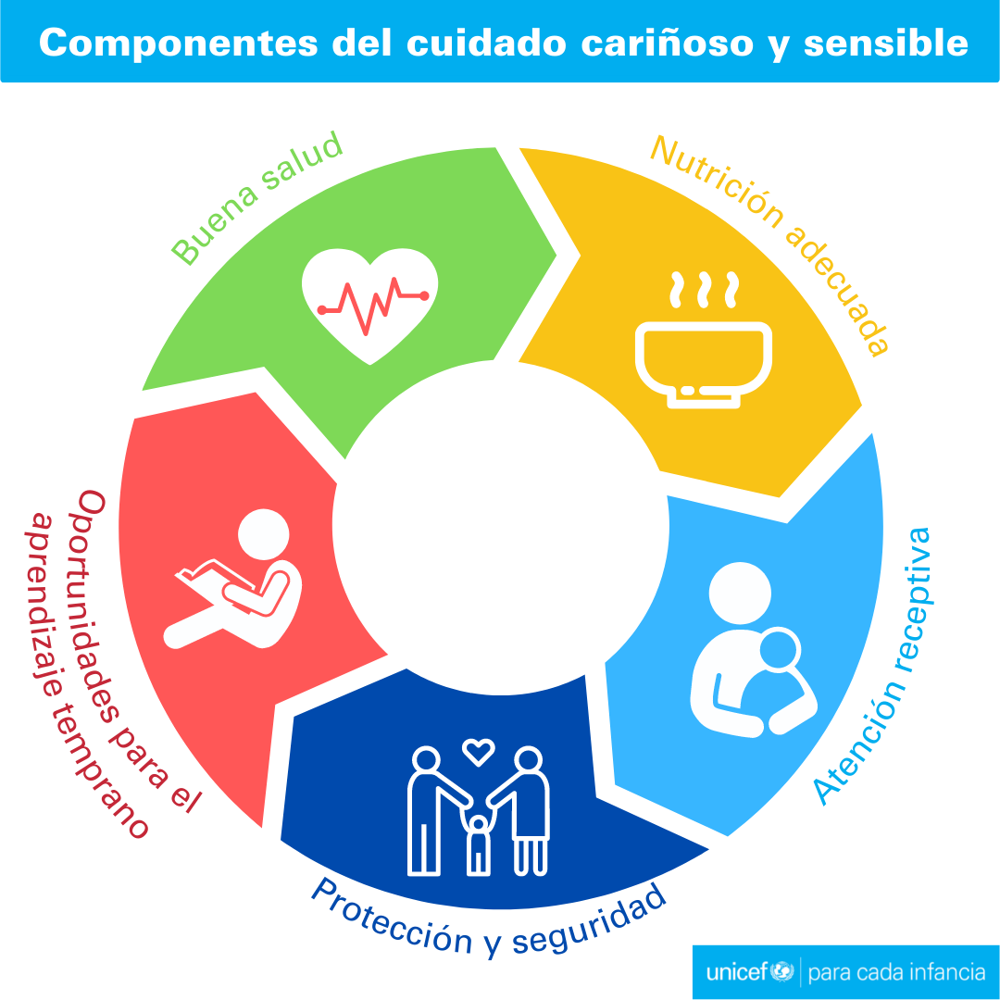 Componentes del cuidado cariñoso y sensible
Buena salud
Nutrición adecuada
Atención receptiva
Protección y seguridad
Oportunidades para el
aprendizaje temprano
unicef para cada infancia